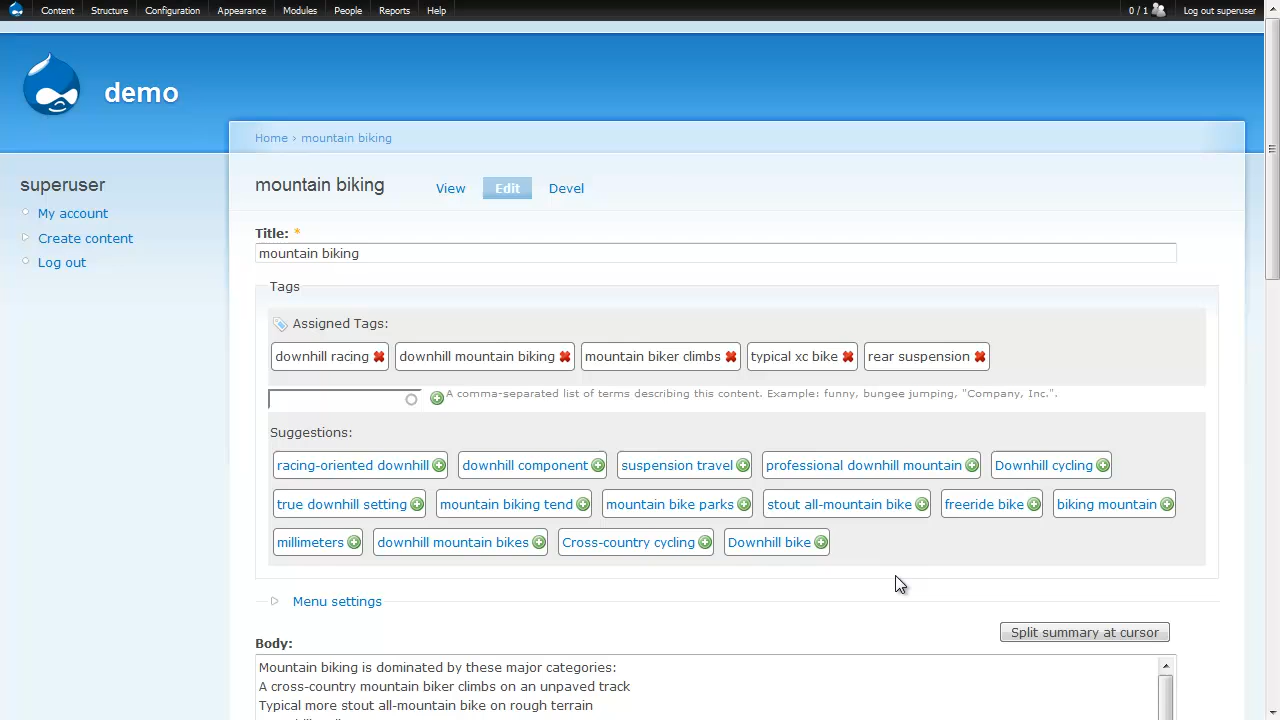 Content Structure Configuration Appearance Modules People Reports Help 0 / 1 Log out superuser
demo
Home › mountain biking
superuser
My account
Create content
Log out
mountain biking View Edit Devel
Title: *
mountain biking
Tags
Assigned Tags:
downhill racing downhill mountain biking mountain biker climbs typical xc bike rear suspension
A comma-separated list of terms describing this content. Example: funny, bungee jumping, "Company, Inc.".
Suggestions:
racing-oriented downhill downhill component suspension travel professional downhill mountain Downhill cycling
true downhill setting mountain biking tend mountain bike parks stout all-mountain bike freeride bike biking mountain
millimeters downhill mountain bikes Cross-country cycling Downhill bike
Menu settings
Split summary at cursor
Body:
Mountain biking is dominated by these major categories:
A cross-country mountain biker climbs on an unpaved track
Typical more stout all-mountain bike on rough terrain